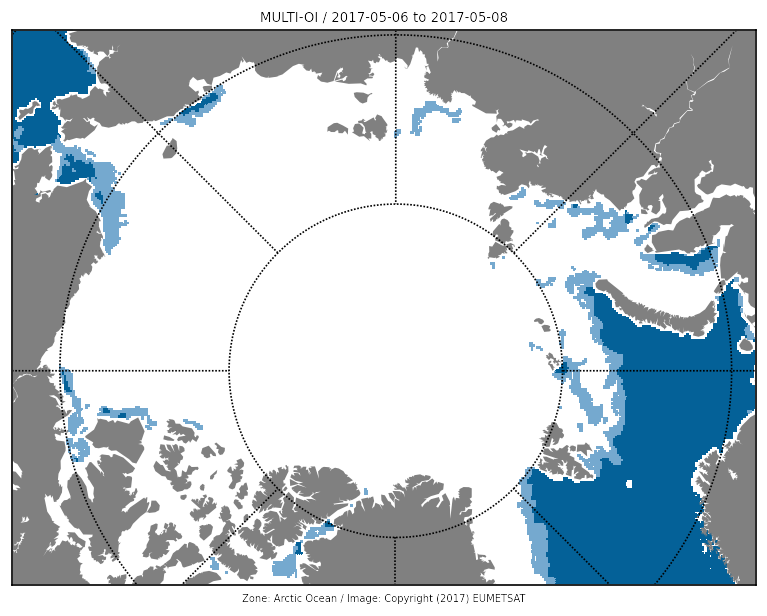 MULTI-OI / 2017-05-06 to 2017-05-08
Zone: Arctic Ocean / Image: Copyright (2017) EUMETSAT